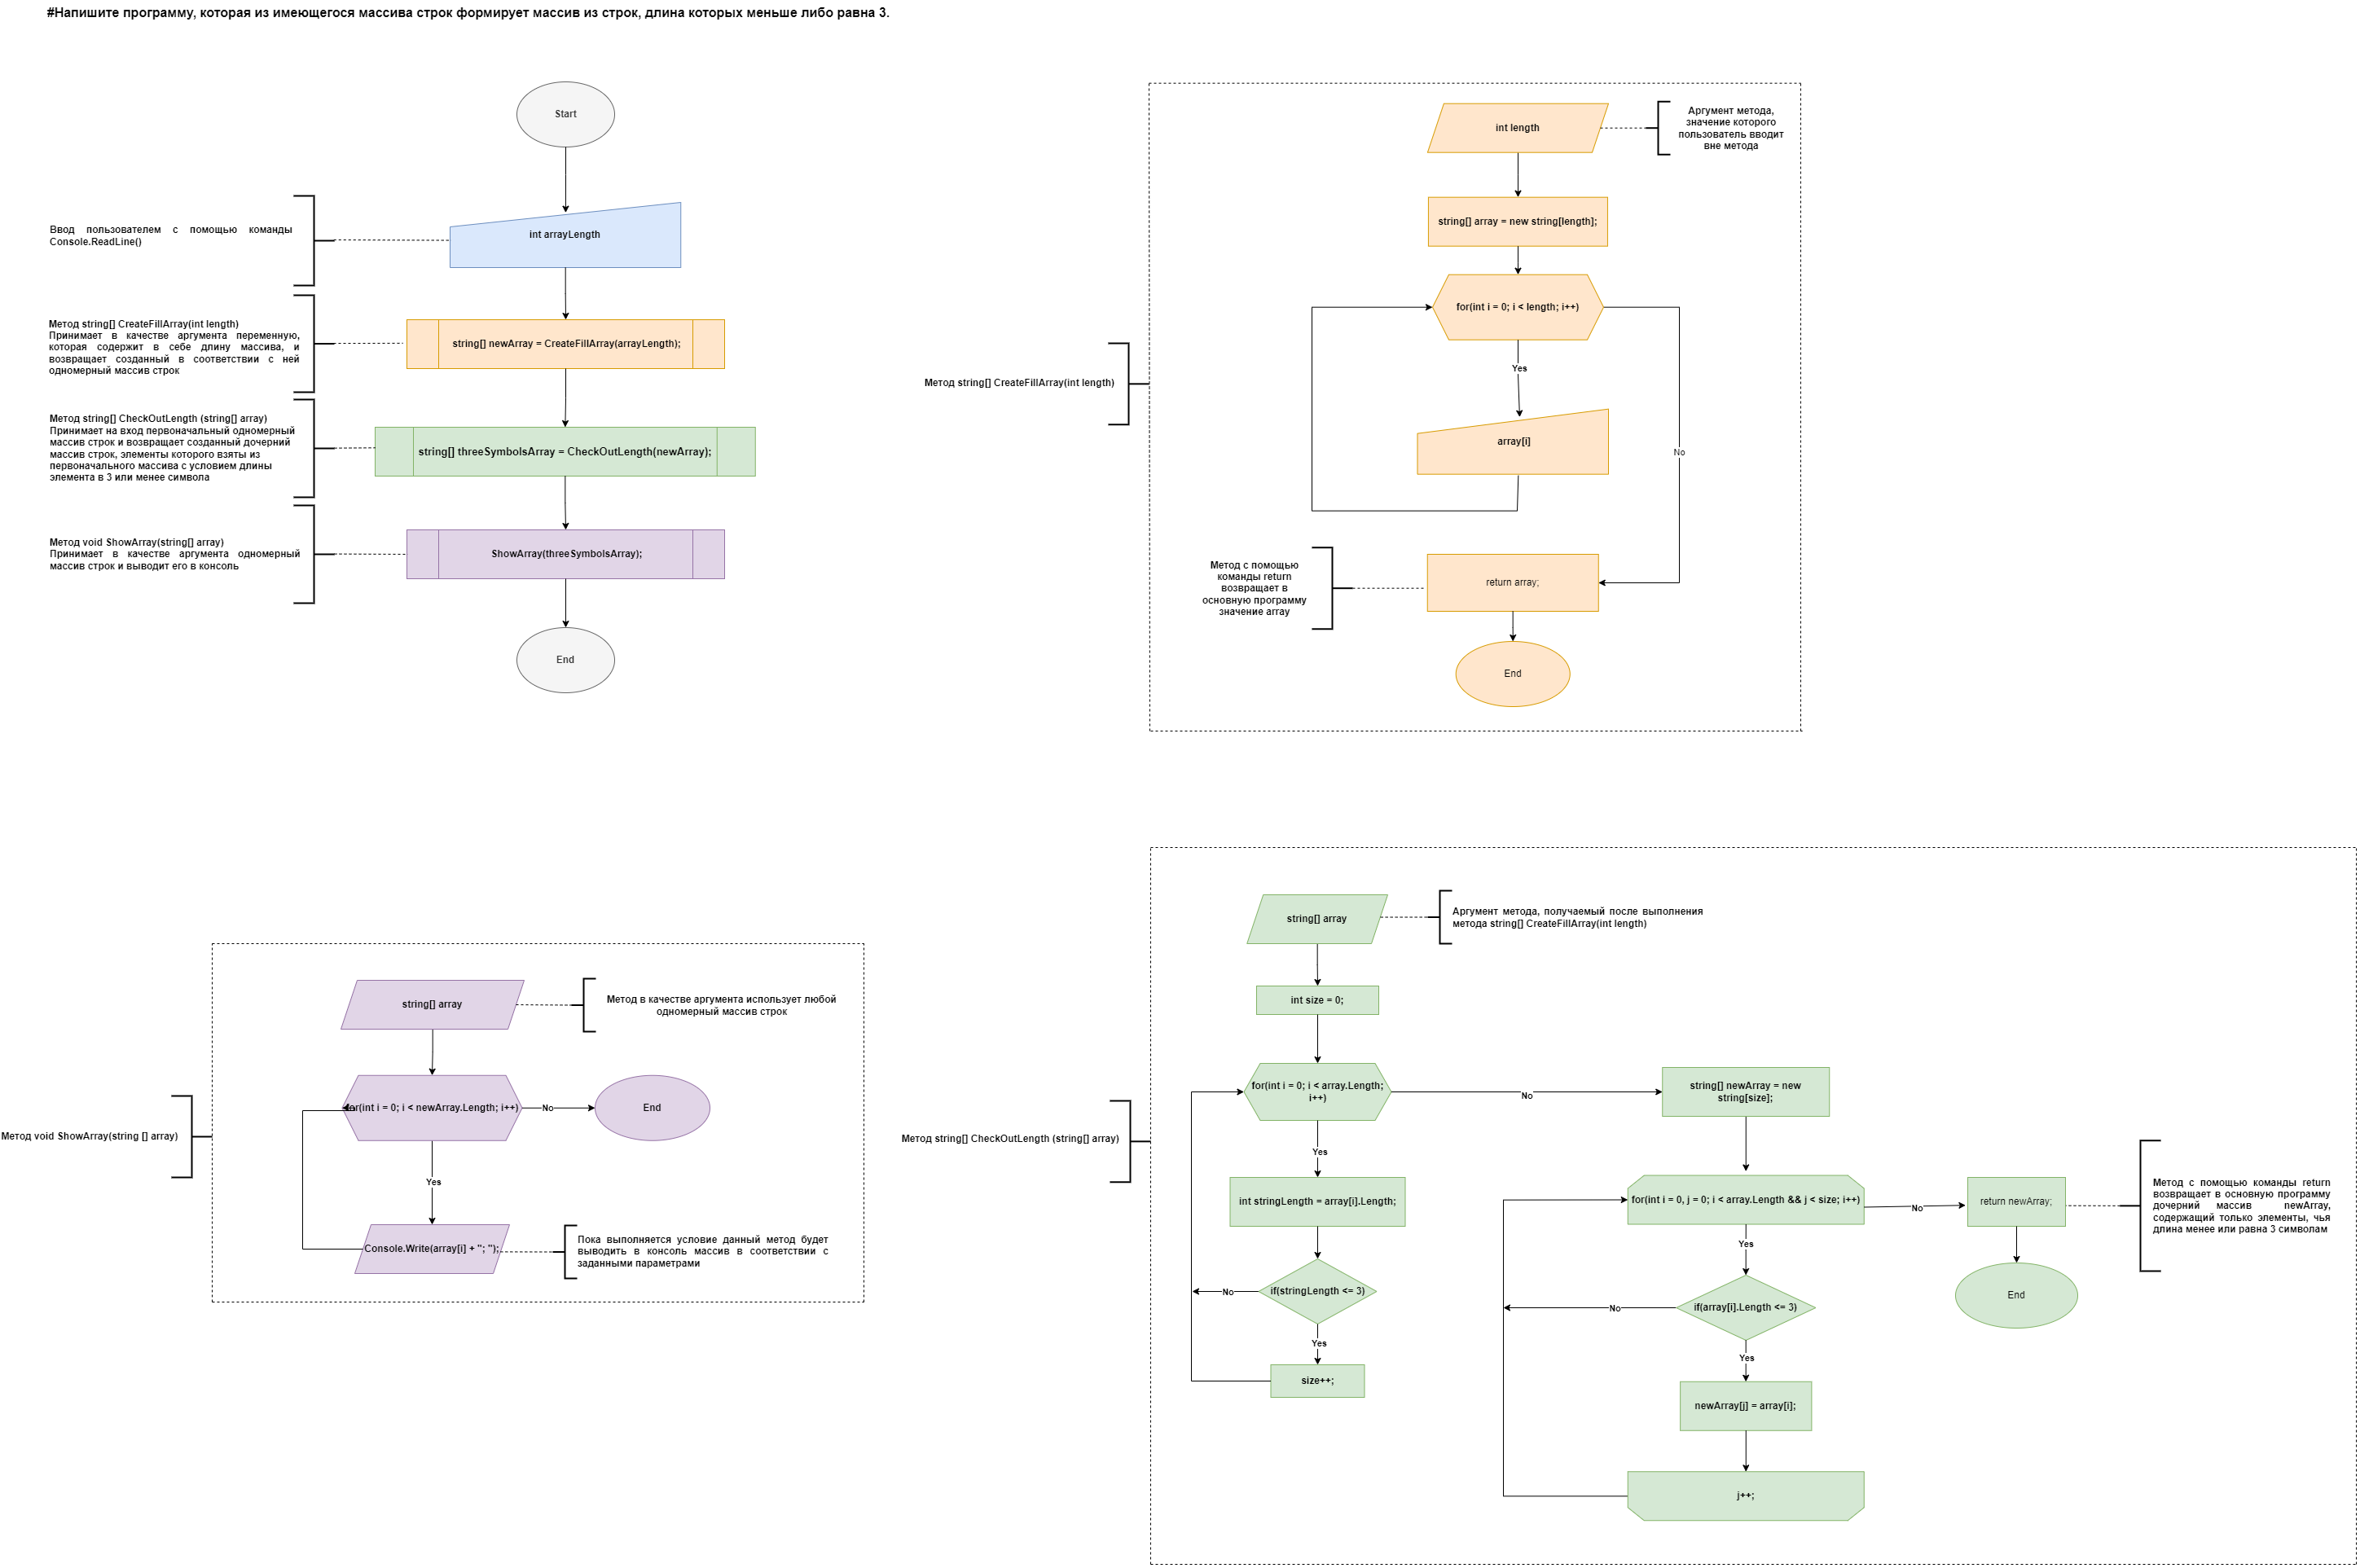 #Напишите программу, которая из имеющегося массива строк формирует массив из строк, длина которых меньше либо равна 3.
Start
Ввод пользователем с помощью команды
Console.ReadLine()
int arrayLength
Метод string[] CreateFillArray(int length)
Принимает в качестве аргумента переменную,
которая содержит в себе длину массива, и
возвращает созданный в соответствии с ней
одномерный массив строк
string[] newArray = CreateFillArray(arrayLength);
Метод string[] CheckOutLength (string[] array)
Принимает на вход первоначальный одномерный
массив строк и возвращает созданный дочерний
массив строк, элементы которого взяты из
первоначального массива с условием длины
элемента в 3 или менее символа
string[] threeSymbolsArray = CheckOutLength(newArray);
Метод void ShowArray(string[] array)
Принимает в качестве аргумента одномерный
массив строк и выводит его в консоль
ShowArray(threeSymbolsArray);
End
Метод string[] CreateFillArray(int length)
int length
Аргумент метода,
значение которого
пользователь вводит
вне метода
string[] array = new string[length];
for(int i = 0; i < length; i++)
Yes
array[i]
No
Метод с помощью
команды return
возвращает в
основную программу
значение array
return array;
End
Метод void ShowArray(string [] array)
string[] array
Метод в качестве аргумента использует любой
одномерный массив строк
for(int i = 0; i < newArray.Length; i++)
No
End
Yes
Console.Write(array[i] + "; ");
Пока выполняется условие данный метод будет
выводить в консоль массив в соответствии с
заданными параметрами
Метод string[] CheckOutLength (string[] array)
string[] array
Аргумент метода, получаемый после выполнения
метода string[] CreateFillArray(int length)
int size = 0;
for(int i = 0; i < array.Length;
i++)
No
Yes
int stringLength = array[i].Length;
if(stringLength <= 3)
No
Yes
size++;
string[] newArray = new
string[size];
for(int i = 0, j = 0; i < array.Length && j < size; i++)
No
Yes
if(array[i].Length <= 3)
No
Yes
newArray[j] = array[i];
j++;
return newArray;
End
Метод с помощью команды return
возвращает в основную программу
дочерний массив newArray,
содержащий только элементы, чья
длина менее или равна 3 символам